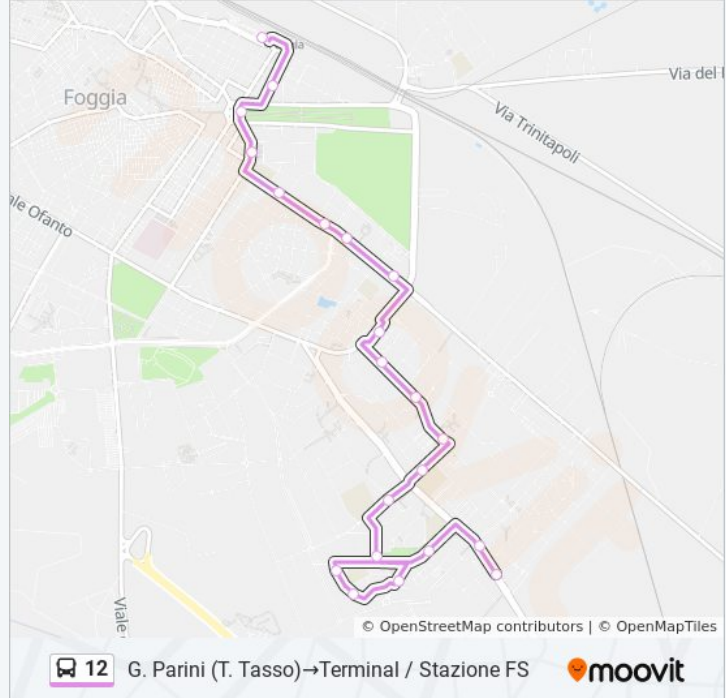 Foggia
Via del
Via Trinitapoli
ale Ofanto
Viale
© OpenStreetMap contributors | © OpenMapTiles
12 G. Parini (T. Tasso)→Terminal / Stazione FS
moovit